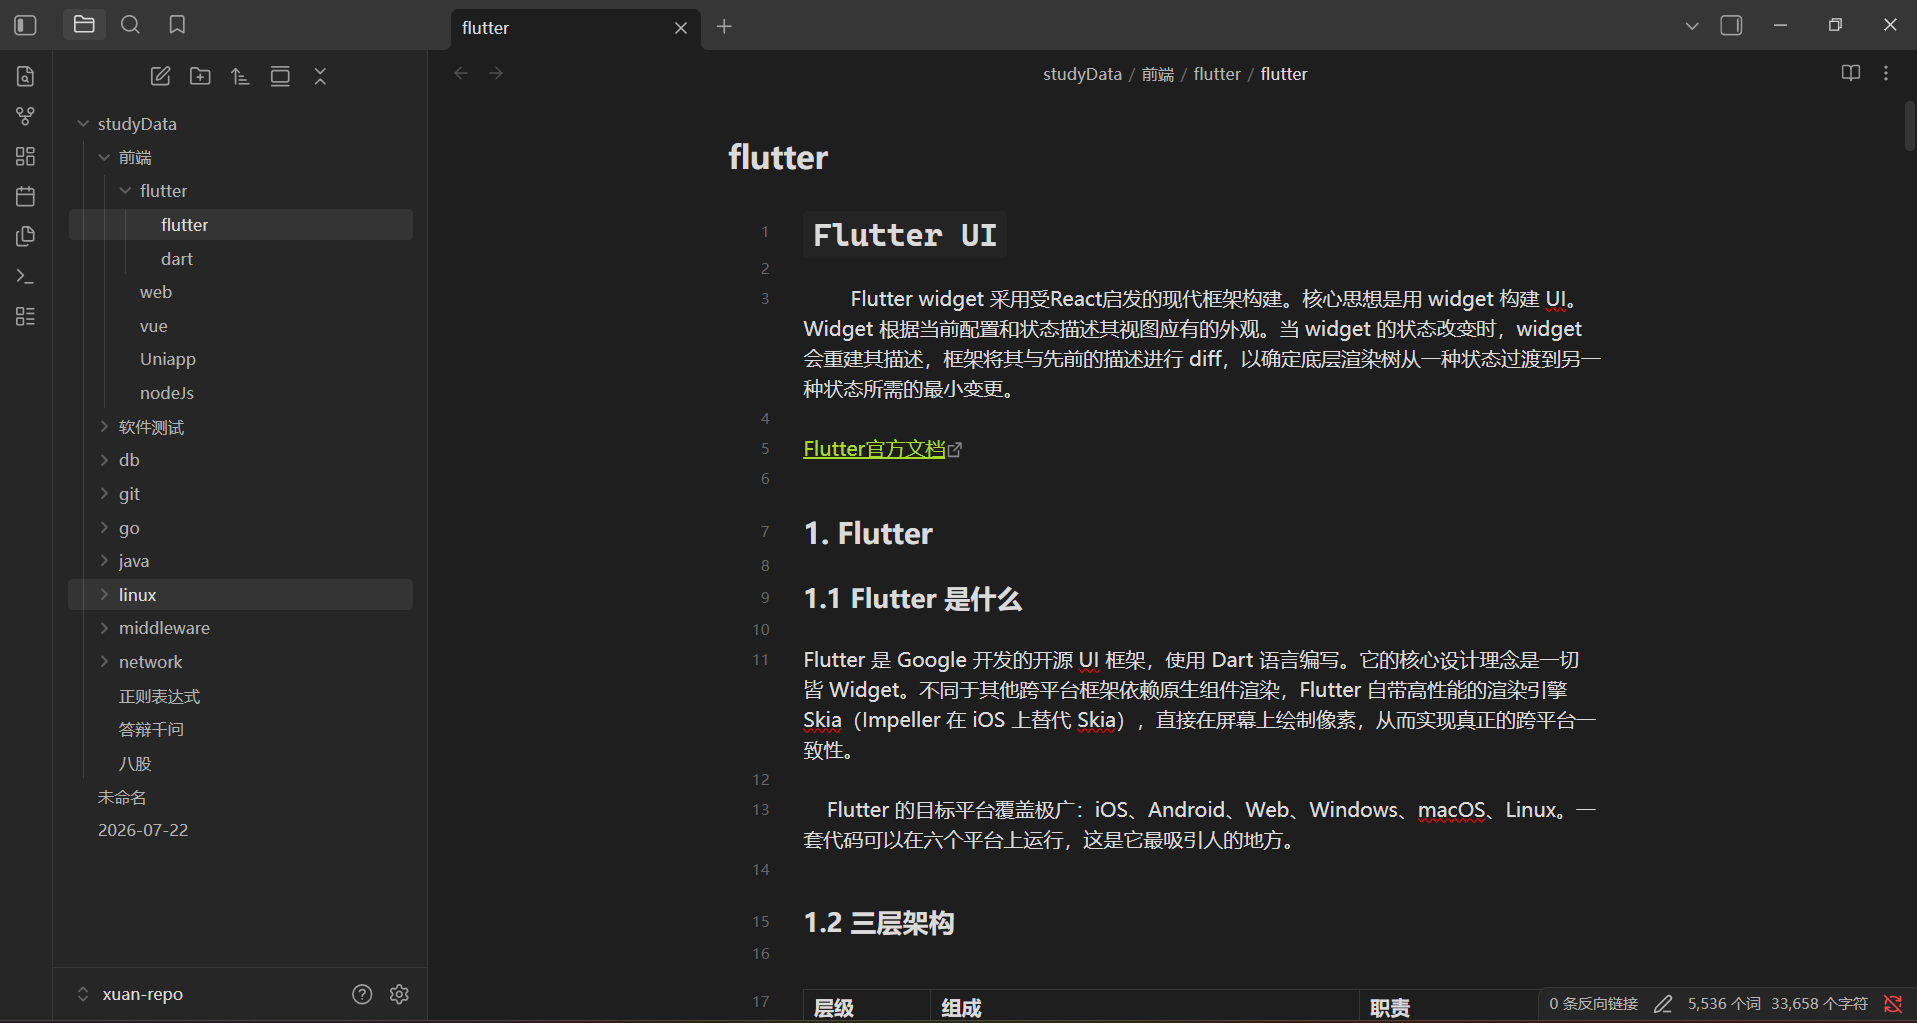 flutter
studyData / 前端 / flutter / flutter
studyData
前端
flutter
flutter
dart
web
vue
Uniapp
nodeJs
软件测试
db
git
go
java
linux
middleware
network
正则表达式
答辩千问
八股
未命名
2026-07-22
xuan-repo
flutter
1
Flutter UI
2
3
Flutter widget 采用受React启发的现代框架构建。核心思想是用 widget 构建 UI。
Widget 根据当前配置和状态描述其视图应有的外观。当 widget 的状态改变时，widget
会重建其描述，框架将其与先前的描述进行 diff，以确定底层渲染树从一种状态过渡到另一
种状态所需的最小变更。
4
5
Flutter官方文档
6
7
1. Flutter
8
9
1.1 Flutter 是什么
10
11
Flutter 是 Google 开发的开源 UI 框架，使用 Dart 语言编写。它的核心设计理念是一切
皆 Widget。不同于其他跨平台框架依赖原生组件渲染，Flutter 自带高性能的渲染引擎
Skia（Impeller 在 iOS 上替代 Skia），直接在屏幕上绘制像素，从而实现真正的跨平台一
致性。
12
13
Flutter 的目标平台覆盖极广：iOS、Android、Web、Windows、macOS、Linux。一
套代码可以在六个平台上运行，这是它最吸引人的地方。
14
15
1.2 三层架构
16
17
层级 组成 职责
0 条反向链接 5,536 个词 33,658 个字符